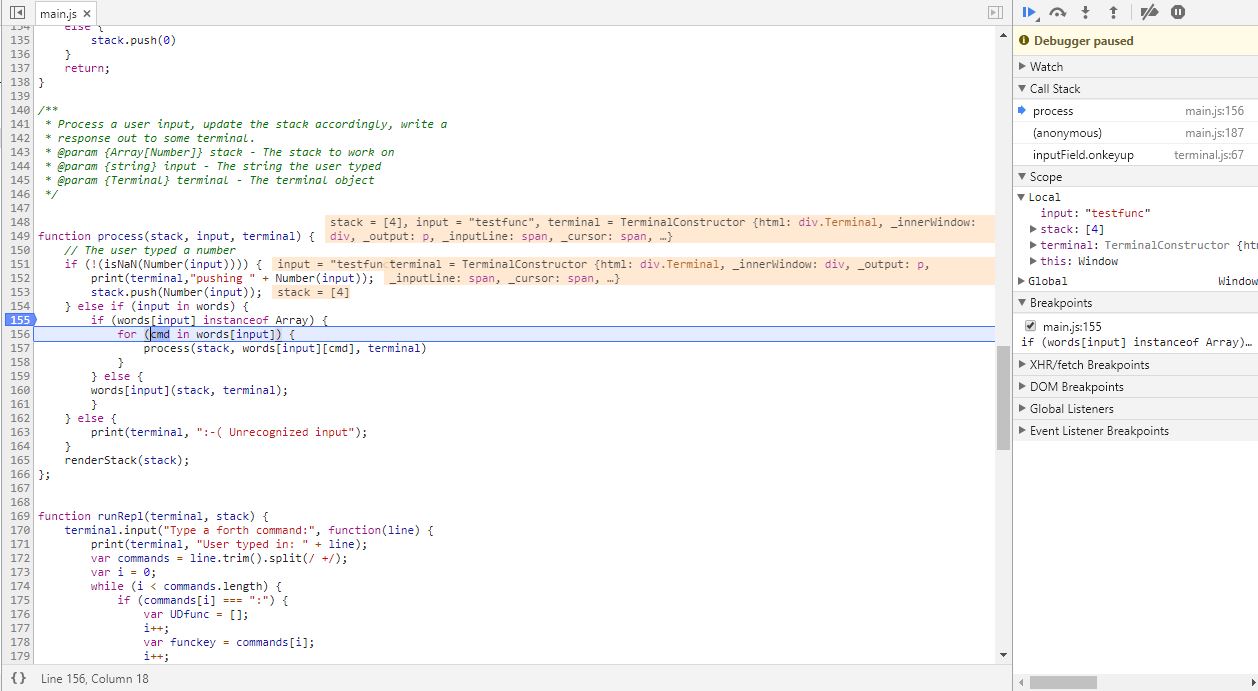 main.js ×
134 else {
135 stack.push(0)
136 }
137 return;
138 }
139
140 /**
141 * Process a user input, update the stack accordingly, write a
142 * response out to some terminal.
143 * @param {Array[Number]} stack - The stack to work on
144 * @param {string} input - The string the user typed
145 * @param {Terminal} terminal - The terminal object
146 */
147
148 stack = [4], input = "testfunc", terminal = TerminalConstructor {html: div.Terminal, _innerWindow:
149 function process(stack, input, terminal) { div, _output: p, _inputLine: span, _cursor: span, …}
150 // The user typed a number
151 if (!(isNaN(Number(input)))) { input = "testfunc terminal = TerminalConstructor {html: div.Terminal, _innerWindow: div, _output: p,
152 print(terminal,"pushing " + Number(input)); _inputLine: span, _cursor: span, …}
153 stack.push(Number(input)); stack = [4]
154 } else if (input in words) {
155 if (words[input] instanceof Array) {
156 for (cmd in words[input]) {
157 process(stack, words[input][cmd], terminal)
158 }
159 } else {
160 words[input](stack, terminal);
161 }
162 } else {
163 print(terminal, ":-( Unrecognized input");
164 }
165 renderStack(stack);
166 };
167
168
169 function runRepl(terminal, stack) {
170 terminal.input("Type a forth command:", function(line) {
171 print(terminal, "User typed in: " + line);
172 var commands = line.trim().split(/ +/);
173 var i = 0;
174 while (i < commands.length) {
175 if (commands[i] === ":") {
176 var UDfunc = [];
177 i++;
178 var funckey = commands[i];
179 i++;
{} Line 156, Column 18
Debugger paused
Watch
Call Stack
process main.js:156
(anonymous) main.js:187
inputField.onkeyup terminal.js:67
Scope
Local
input: "testfunc"
stack: [4]
terminal: TerminalConstructor {ht
this: Window
Global Window
Breakpoints
main.js:155
if (words[input] instanceof Array)…
XHR/fetch Breakpoints
DOM Breakpoints
Global Listeners
Event Listener Breakpoints